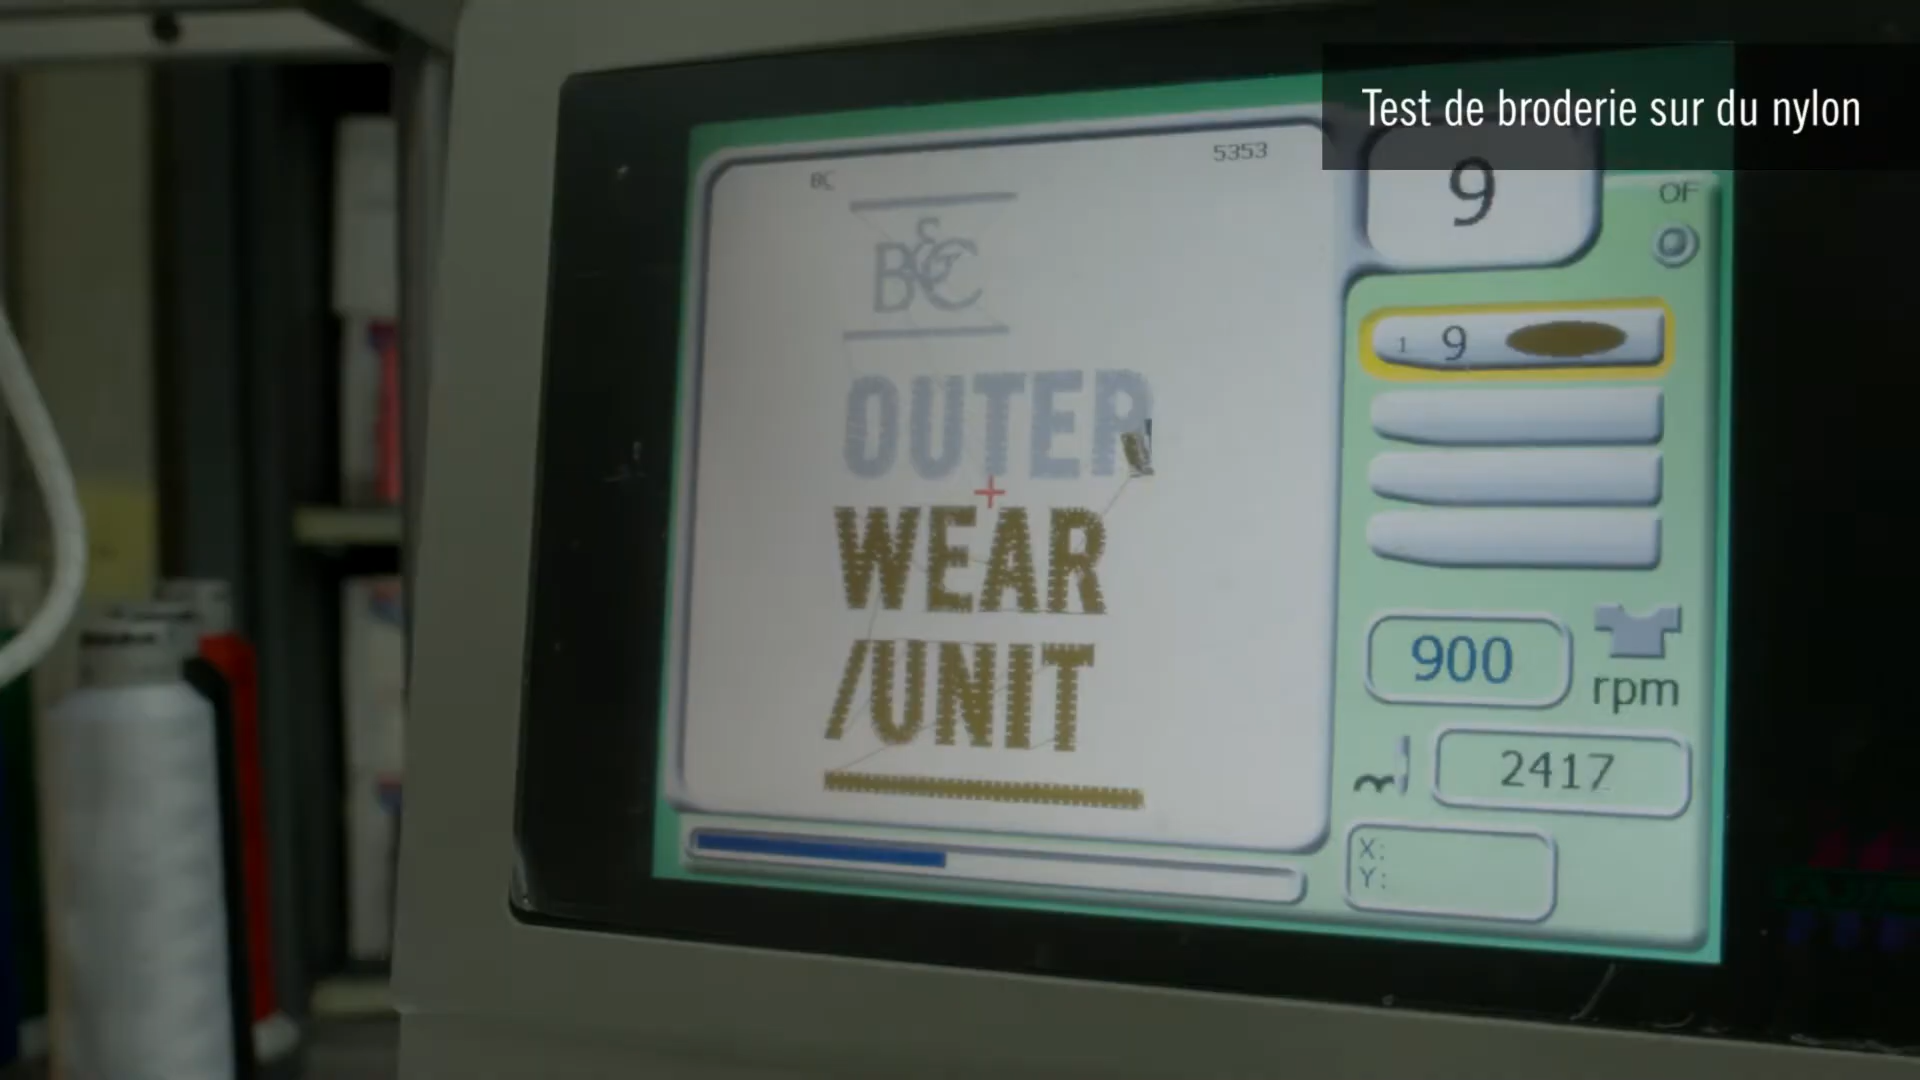 Test de broderie sur du nylon
BC
5353
9
OF
B&C
OUTER
WEAR
/UNIT
1 9
900
rpm
2417
X:
Y: